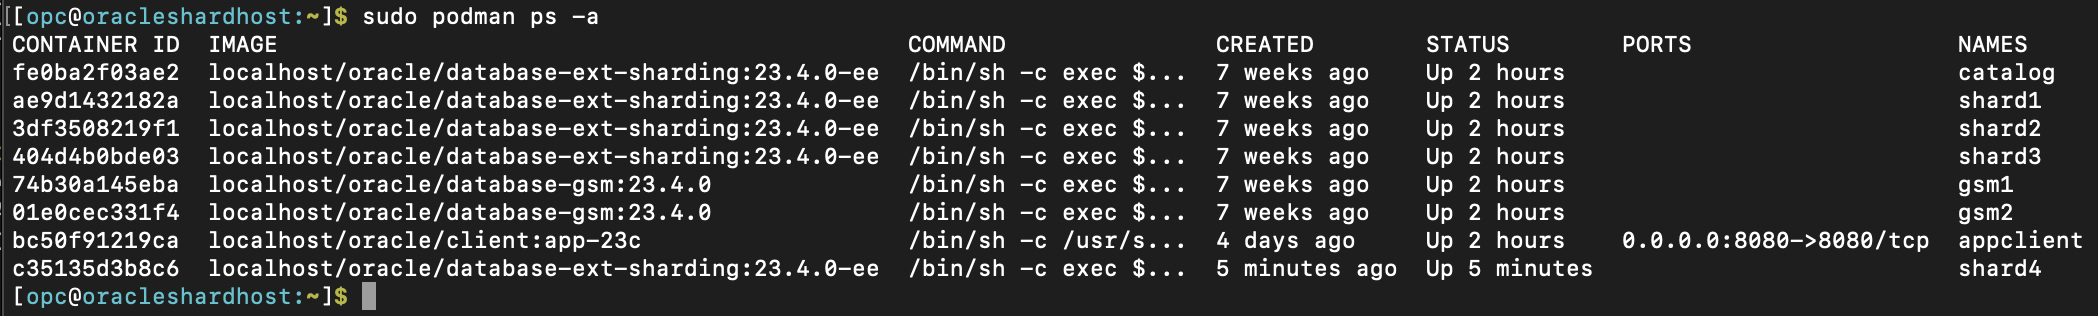 [[opc@oracleshardhost:~]$ sudo podman ps -a
CONTAINER ID  IMAGE                                             COMMAND               CREATED        STATUS        PORTS                   NAMES
fe0ba2f03ae2  localhost/oracle/database-ext-sharding:23.4.0-ee  /bin/sh -c exec $...  7 weeks ago    Up 2 hours                            catalog
ae9d1432182a  localhost/oracle/database-ext-sharding:23.4.0-ee  /bin/sh -c exec $...  7 weeks ago    Up 2 hours                            shard1
3df3508219f1  localhost/oracle/database-ext-sharding:23.4.0-ee  /bin/sh -c exec $...  7 weeks ago    Up 2 hours                            shard2
404d4b0bde03  localhost/oracle/database-ext-sharding:23.4.0-ee  /bin/sh -c exec $...  7 weeks ago    Up 2 hours                            shard3
74b30a145eba  localhost/oracle/database-gsm:23.4.0              /bin/sh -c exec $...  7 weeks ago    Up 2 hours                            gsm1
01e0cec331f4  localhost/oracle/database-gsm:23.4.0              /bin/sh -c exec $...  7 weeks ago    Up 2 hours                            gsm2
bc50f91219ca  localhost/oracle/client:app-23c                   /bin/sh -c /usr/s...  4 days ago     Up 2 hours    0.0.0.0:8080->8080/tcp  appclient
c35135d3b8c6  localhost/oracle/database-ext-sharding:23.4.0-ee  /bin/sh -c exec $...  5 minutes ago  Up 5 minutes                          shard4
[opc@oracleshardhost:~]$